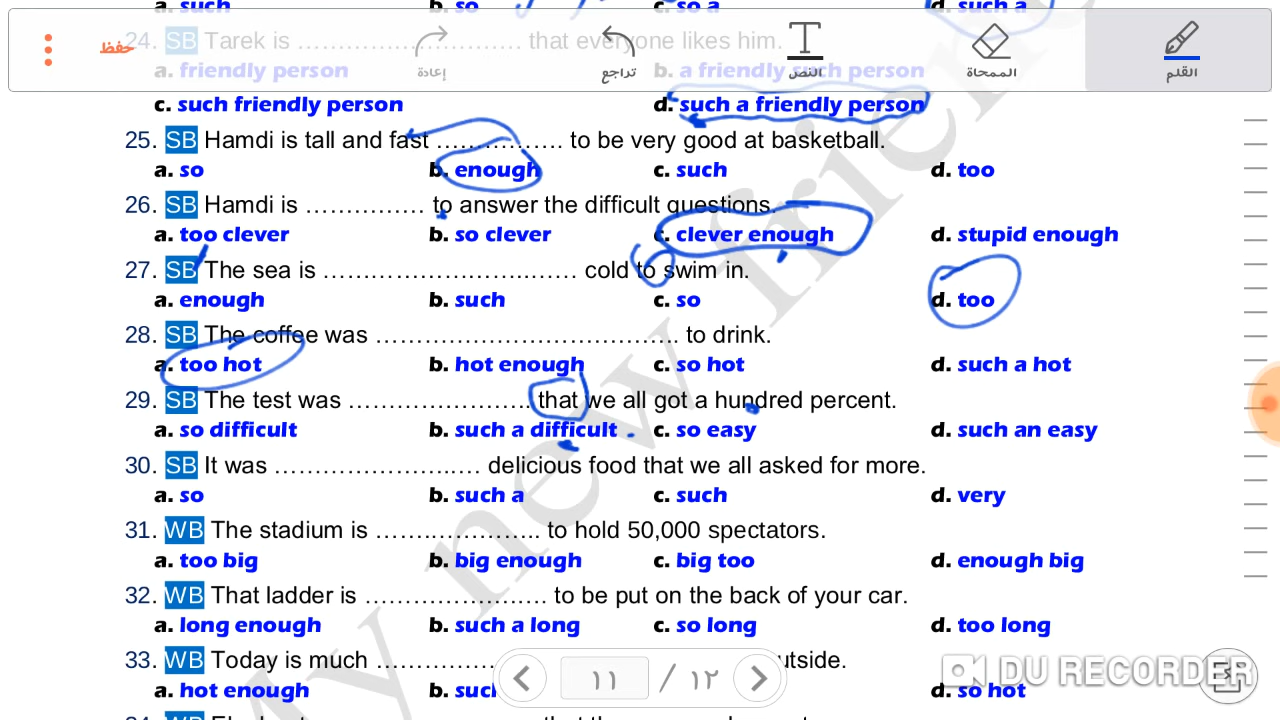 a. such b. so c. so a d. such a
24. SB Tarek is ………………………… that everyone likes him.
حفظ إعادة تراجع النص الممحاة القلم
a. friendly person b. a friendly such person
c. such friendly person d. such a friendly person
25. SB Hamdi is tall and fast ……………. to be very good at basketball.
a. so b. enough c. such d. too
26. SB Hamdi is …………… to answer the difficult questions.
a. too clever b. so clever c. clever enough d. stupid enough
27. SB The sea is …………………………… cold to swim in.
a. enough b. such c. so d. too
28. SB The coffee was ………………………………….. to drink.
a. too hot b. hot enough c. so hot d. such a hot
29. SB The test was ………………….. that we all got a hundred percent.
a. so difficult b. such a difficult c. so easy d. such an easy
30. SB It was …………………..… delicious food that we all asked for more.
a. so b. such a c. such d. very
31. WB The stadium is ……..………….. to hold 50,000 spectators.
a. too big b. big enough c. big too d. enough big
32. WB That ladder is …………………. to be put on the back of your car.
a. long enough b. such a long c. so long d. too long
33. WB Today is much …………… utside.
a. hot enough b. d. so hot
١١ / ١٢
DU RECORDER
My new frien